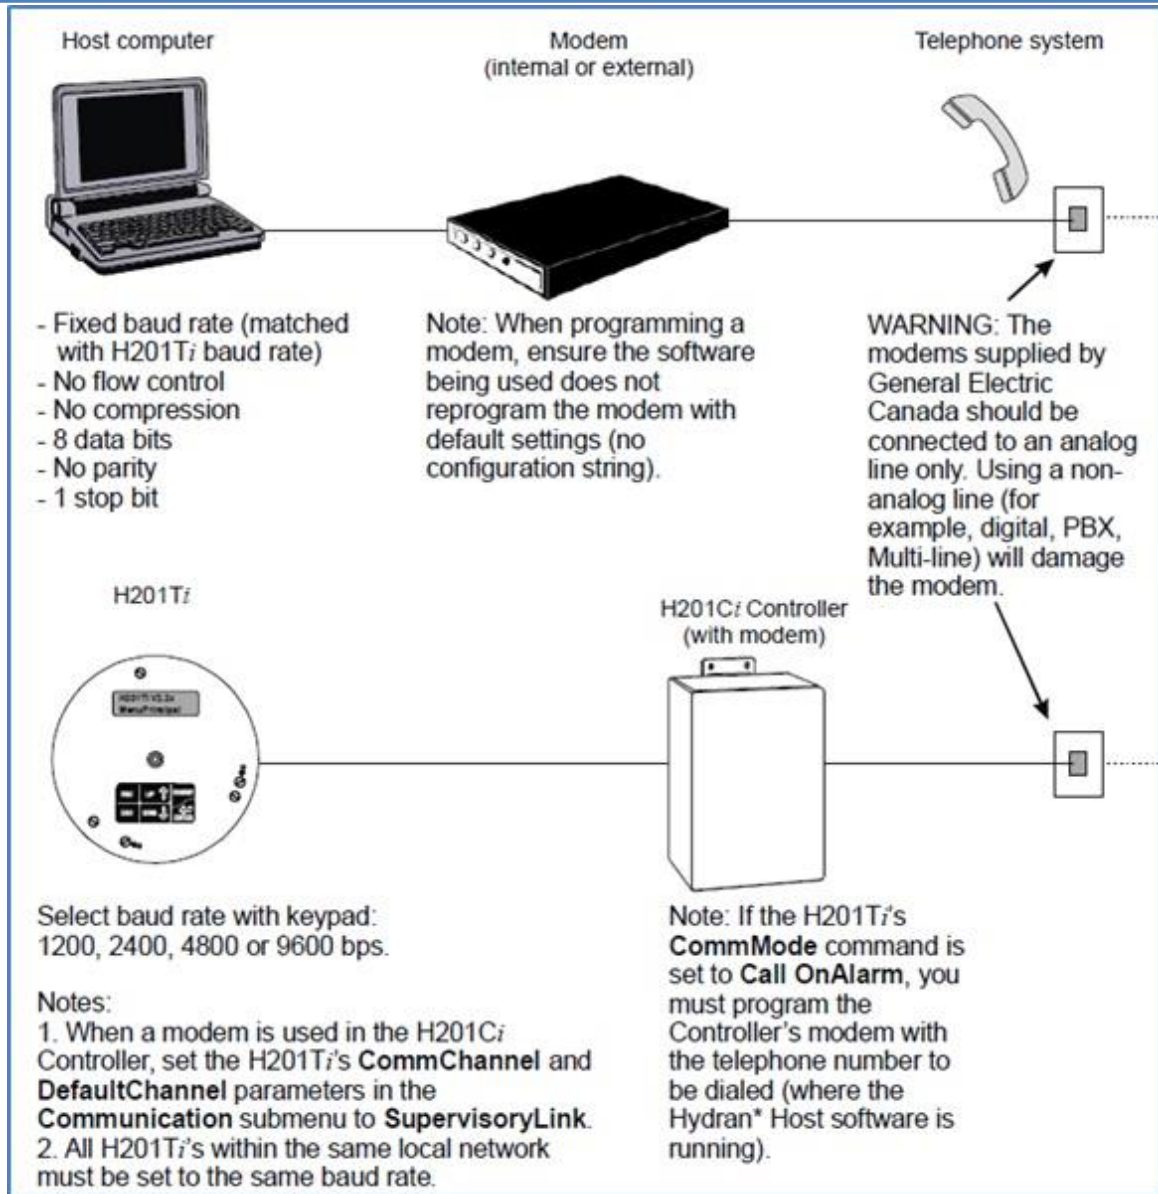 Host computer
Modem
(internal or external)
Telephone system
- Fixed baud rate (matched
with H201Ti baud rate)
- No flow control
- No compression
- 8 data bits
- No parity
- 1 stop bit
Note: When programming a
modem, ensure the software
being used does not
reprogram the modem with
default settings (no
configuration string).
WARNING: The
modems supplied by
General Electric
Canada should be
connected to an analog
line only. Using a non-
analog line (for
example, digital, PBX,
Multi-line) will damage
the modem.
H201Ti
H201Ci Controller
(with modem)
MenuPrincipal
Select baud rate with keypad:
1200, 2400, 4800 or 9600 bps.
Notes:
1. When a modem is used in the H201Ci
Controller, set the H201Ti's CommChannel and
DefaultChannel parameters in the
Communication submenu to SupervisoryLink.
2. All H201Ti's within the same local network
must be set to the same baud rate.
Note: If the H201Ti's
CommMode command is
set to Call OnAlarm, you
must program the
Controller's modem with
the telephone number to
be dialed (where the
Hydran* Host software is
running).